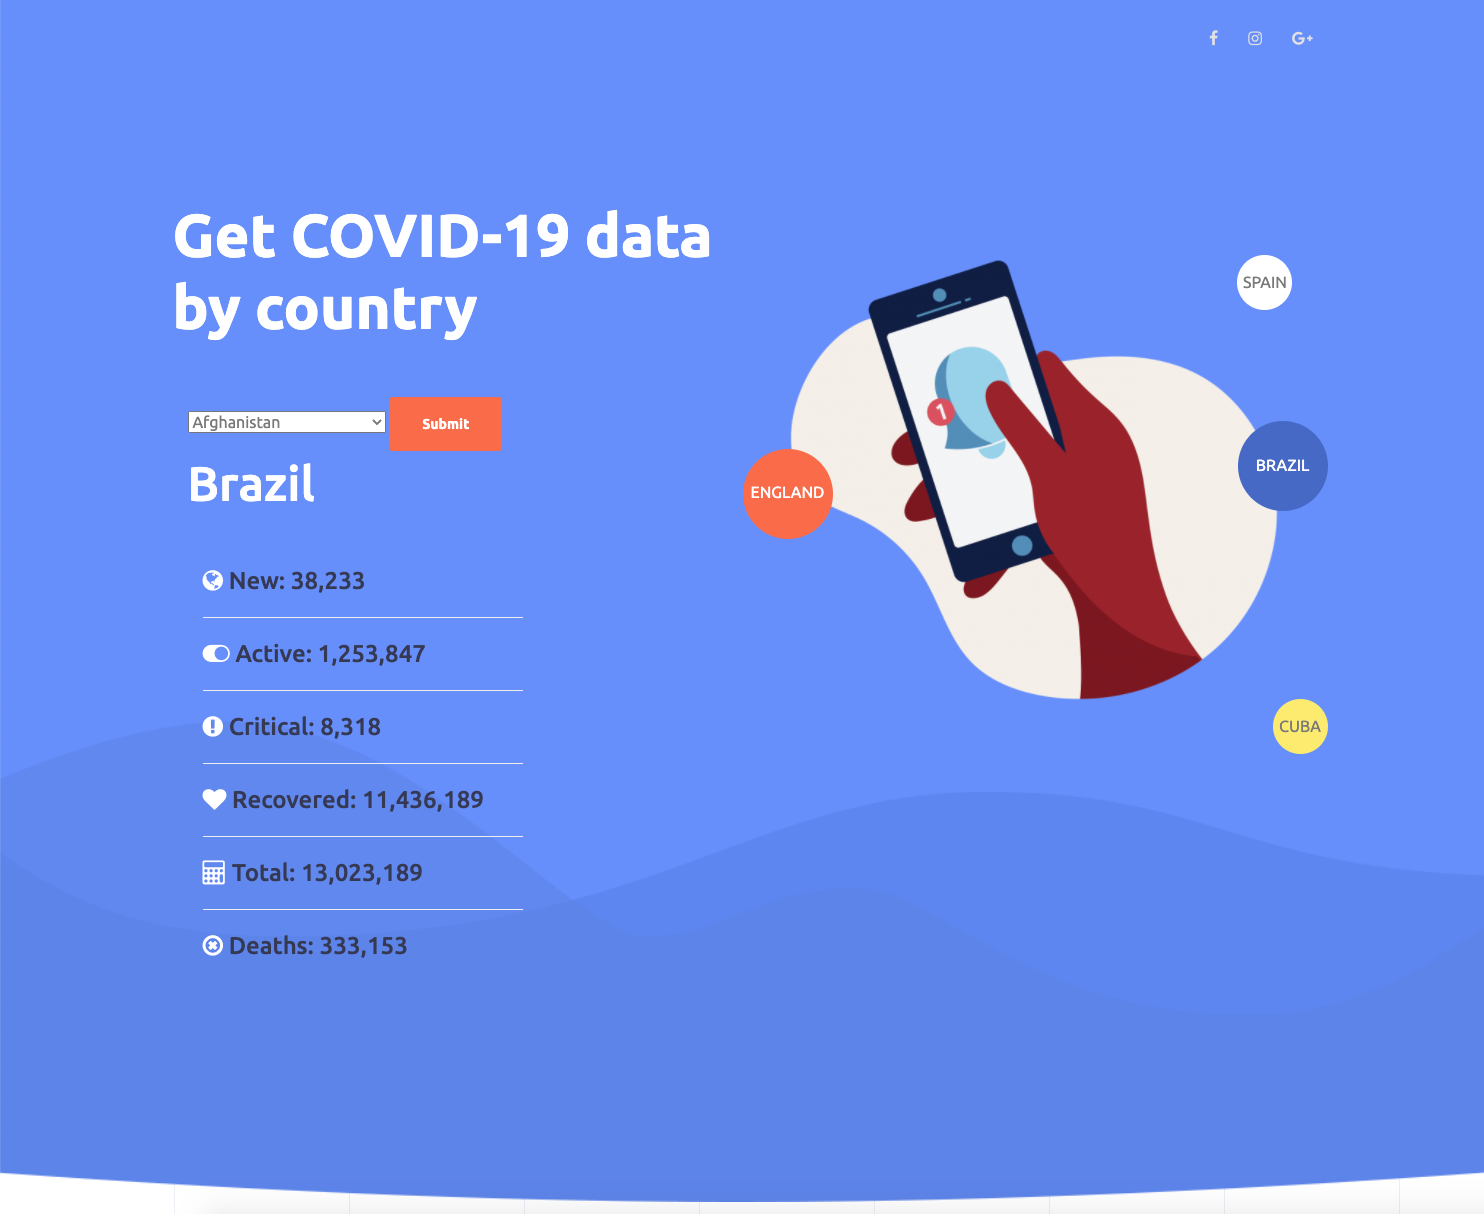 Get COVID-19 data
by country
Afghanistan
Submit
Brazil
New: 38,233
Active: 1,253,847
Critical: 8,318
Recovered: 11,436,189
Total: 13,023,189
Deaths: 333,153
SPAIN
1
ENGLAND
BRAZIL
CUBA